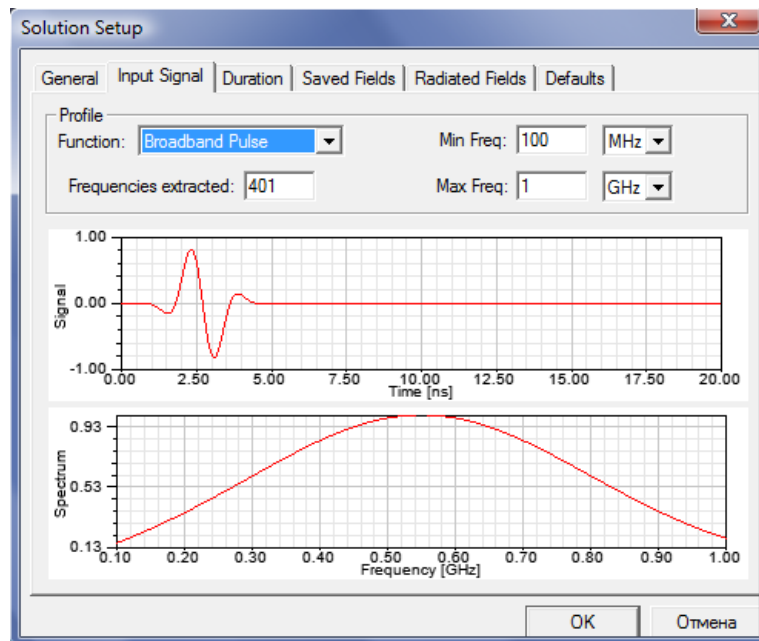 Solution Setup
General Input Signal Duration Saved Fields Radiated Fields Defaults
Profile
Function: Broadband Pulse Min Freq: 100 MHz
Frequencies extracted: 401 Max Freq: 1 GHz
1.00
0.00
-1.00
Signal
0.00 2.50 5.00 7.50 10.00 12.50 15.00 17.50 20.00
Time [ns]
0.93
0.53
0.13
Spectrum
0.10 0.20 0.30 0.40 0.50 0.60 0.70 0.80 0.90 1.00
Frequency [GHz]
OK Отмена